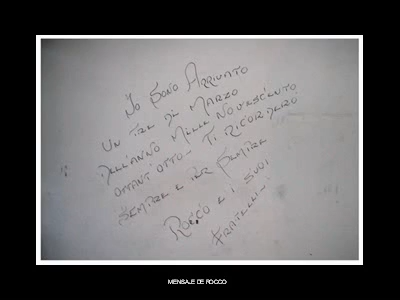 IO SONO ARRIVATO
UN TRE DI MARZO
DELL'ANNO MILLE NOVESCENTO
OTTANT'OTTO - TI RICORDERÒ
SEMPRE E PER SEMPRE
ROCCO E I SUOI
FRATELLI
MENSAJE DE ROCCO